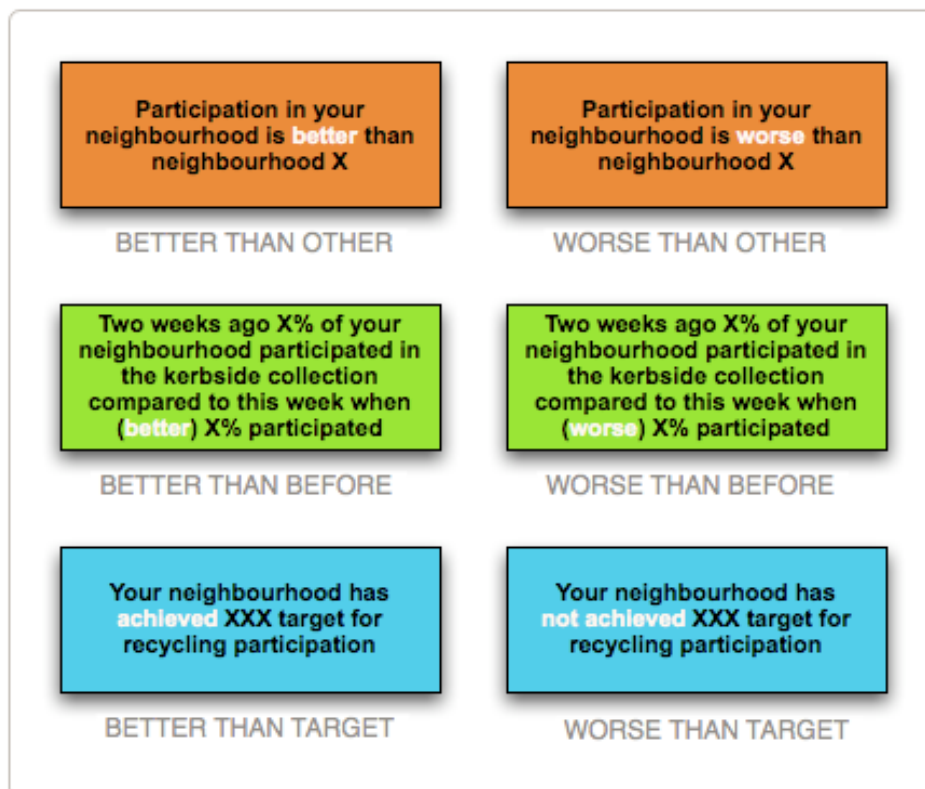 Participation in your
neighbourhood is better than
neighbourhood X
BETTER THAN OTHER
Participation in your
neighbourhood is worse than
neighbourhood X
WORSE THAN OTHER
Two weeks ago X% of your
neighbourhood participated in
the kerbside collection
compared to this week when
(better) X% participated
BETTER THAN BEFORE
Two weeks ago X% of your
neighbourhood participated in
the kerbside collection
compared to this week when
(worse) X% participated
WORSE THAN BEFORE
Your neighbourhood has
achieved XXX target for
recycling participation
BETTER THAN TARGET
Your neighbourhood has
not achieved XXX target for
recycling participation
WORSE THAN TARGET